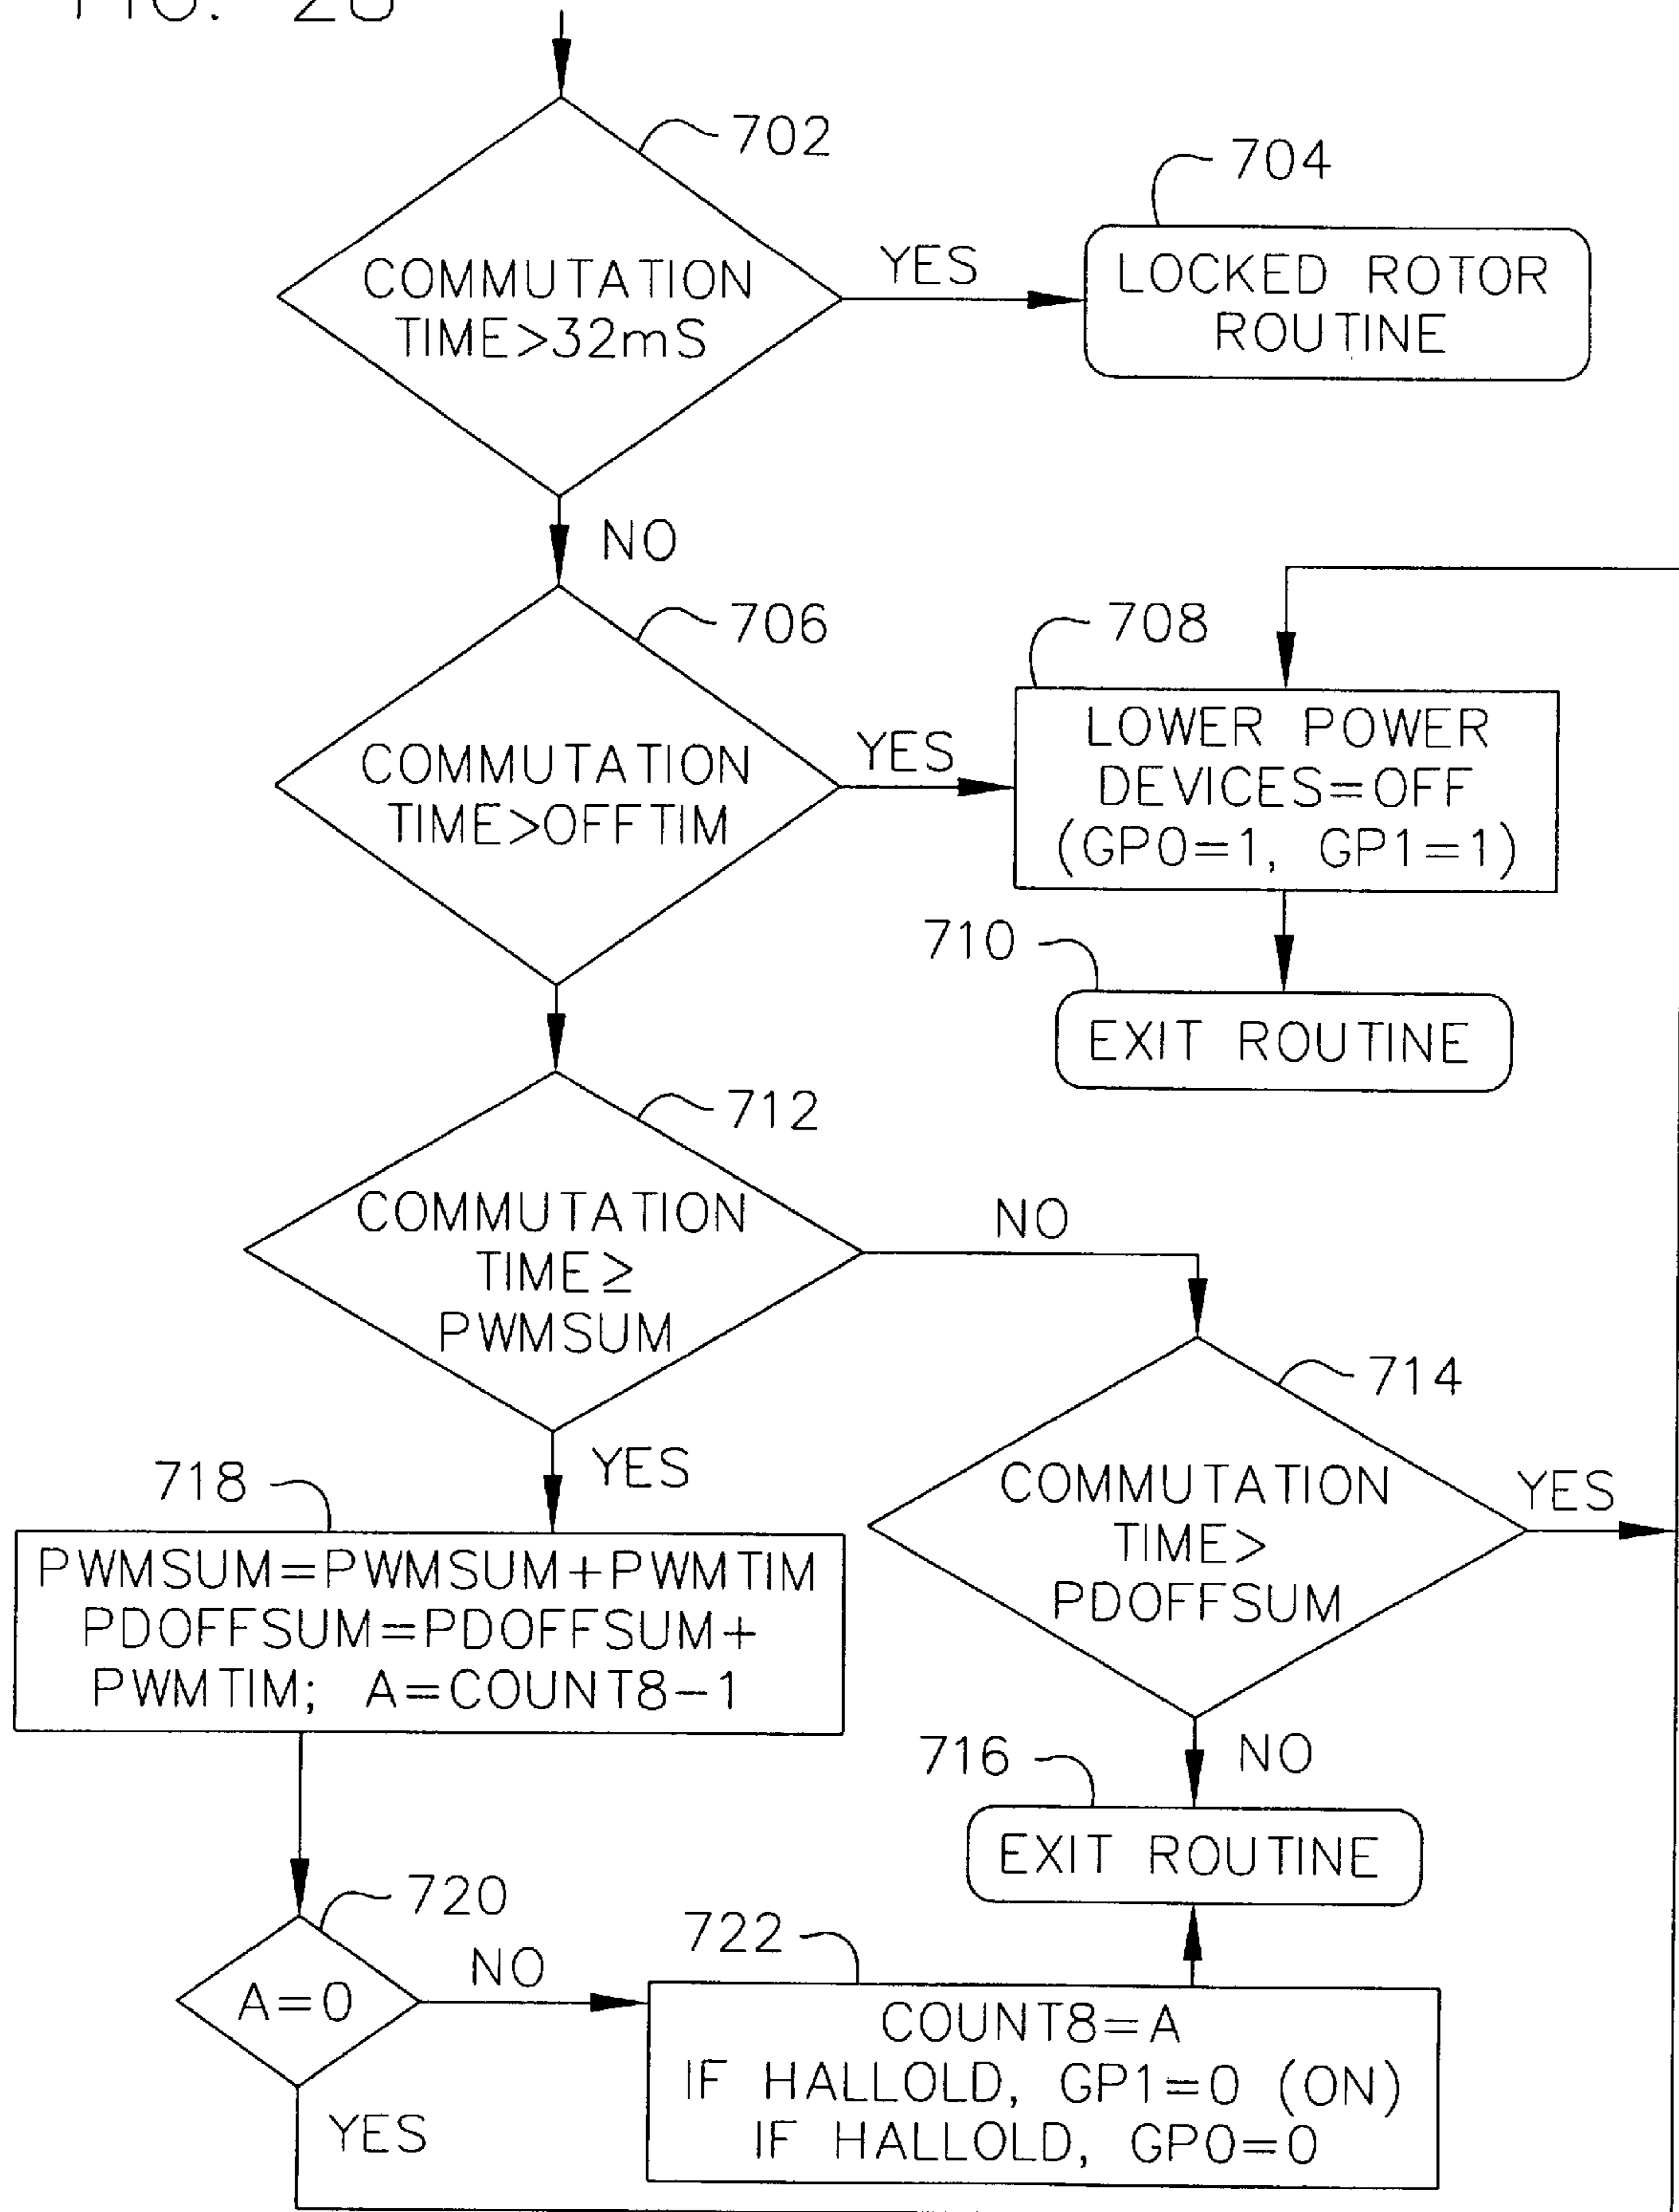 702
704
COMMUTATION
TIME>32mS
YES
LOCKED ROTOR
ROUTINE
NO
706
708
COMMUTATION
TIME>OFFTIM
YES
LOWER POWER
DEVICES=OFF
(GP0=1, GP1=1)
710
EXIT ROUTINE
712
COMMUTATION
TIME≥
PWMSUM
NO
714
COMMUTATION
TIME>
PDOFFSUM
YES
YES
718
PWMSUM=PWMSUM+PWMTIM
PDOFFSUM=PDOFFSUM+
PWMTIM; A=COUNT8-1
716
NO
EXIT ROUTINE
720
A=0
NO
722
COUNT8=A
IF HALLOLD, GP1=0 (ON)
IF HALLOLD, GP0=0
YES